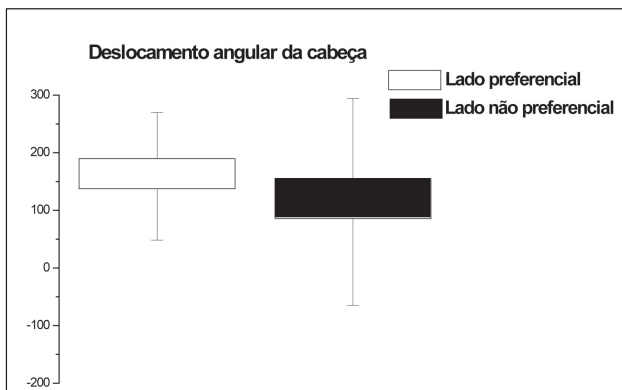 Deslocamento angular da cabeça
Lado preferencial
Lado não preferencial
300
200
100
0
-100
-200